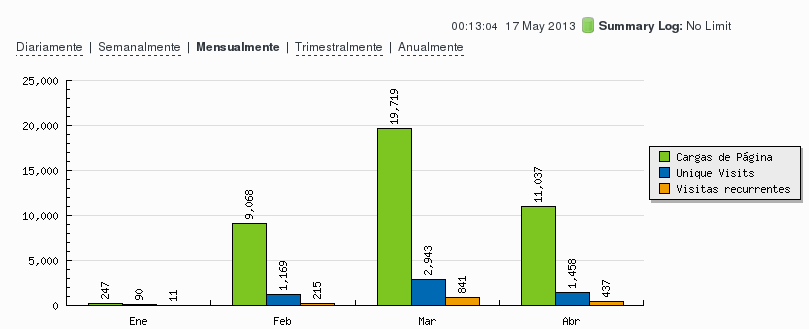 00:13:04 17 May 2013 Summary Log: No Limit
Diariamente | Semanalmente | Mensualmente | Trimestralmente | Anualmente
25,000
20,000
15,000
10,000
5,000
0
247
90
11
9,068
1,169
215
19,719
2,943
841
11,037
1,458
437
Ene
Feb
Mar
Abr
Cargas de Página
Unique Visits
Visitas recurrentes